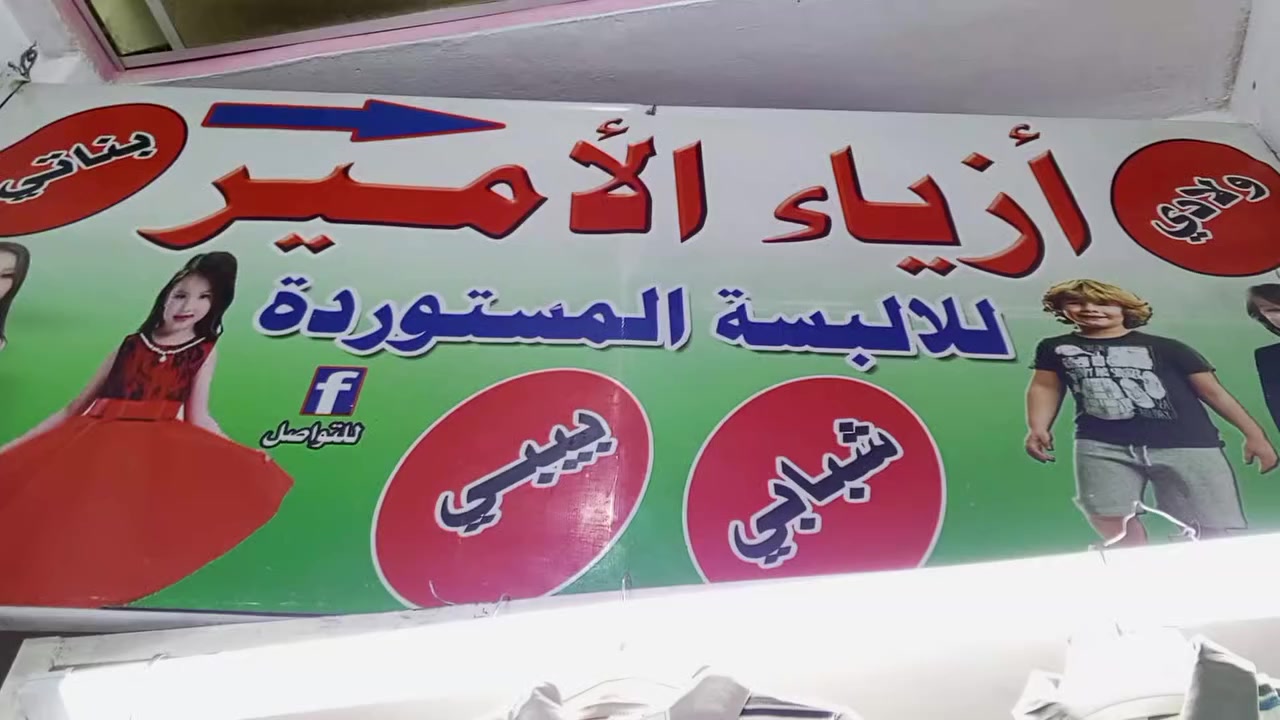 أزياء الأمير
للالبسة المستوردة
ولادي
بناتي
شبابي
بيبي
f
للتواصل